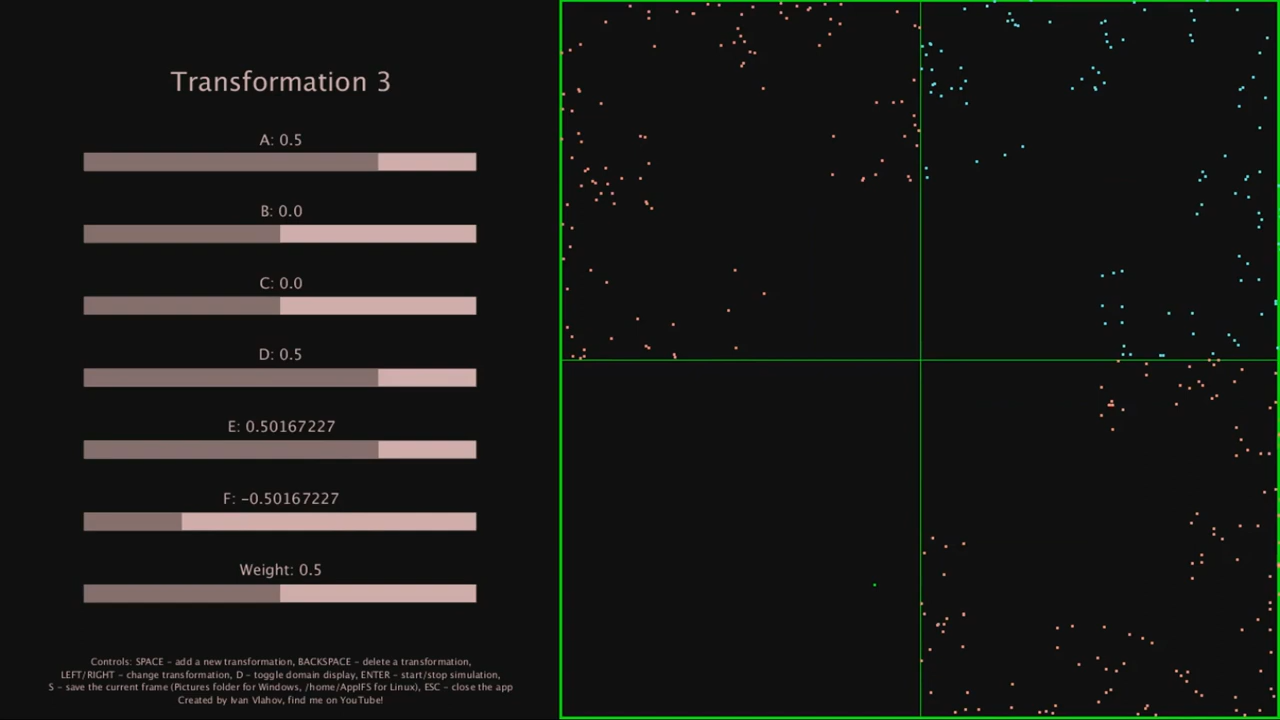 Transformation 3
A: 0.5
B: 0.0
C: 0.0
D: 0.5
E: 0.50167227
F: -0.50167227
Weight: 0.5
Controls: SPACE - add a new transformation, BACKSPACE - delete a transformation,
LEFT/RIGHT - change transformation, D - toggle domain display, ENTER - start/stop simulation,
S - save the current frame (Pictures folder for Windows, /home/AppIFS for Linux), ESC - close the app
Created by Ivan Vlahov, find me on YouTube!